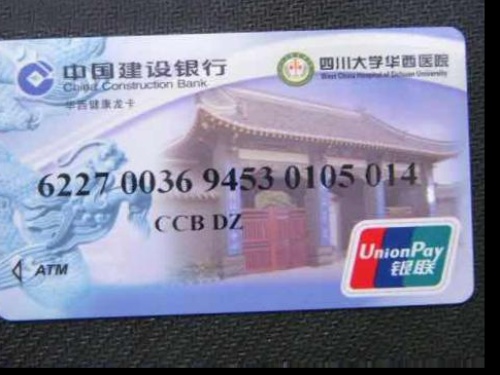 中国建设银行
China Construction Bank
华西健康龙卡
四川大学华西医院
West China Hospital of Sichuan University
6227 0036 9453 0105 014
CCB DZ
ATM
UnionPay
银联